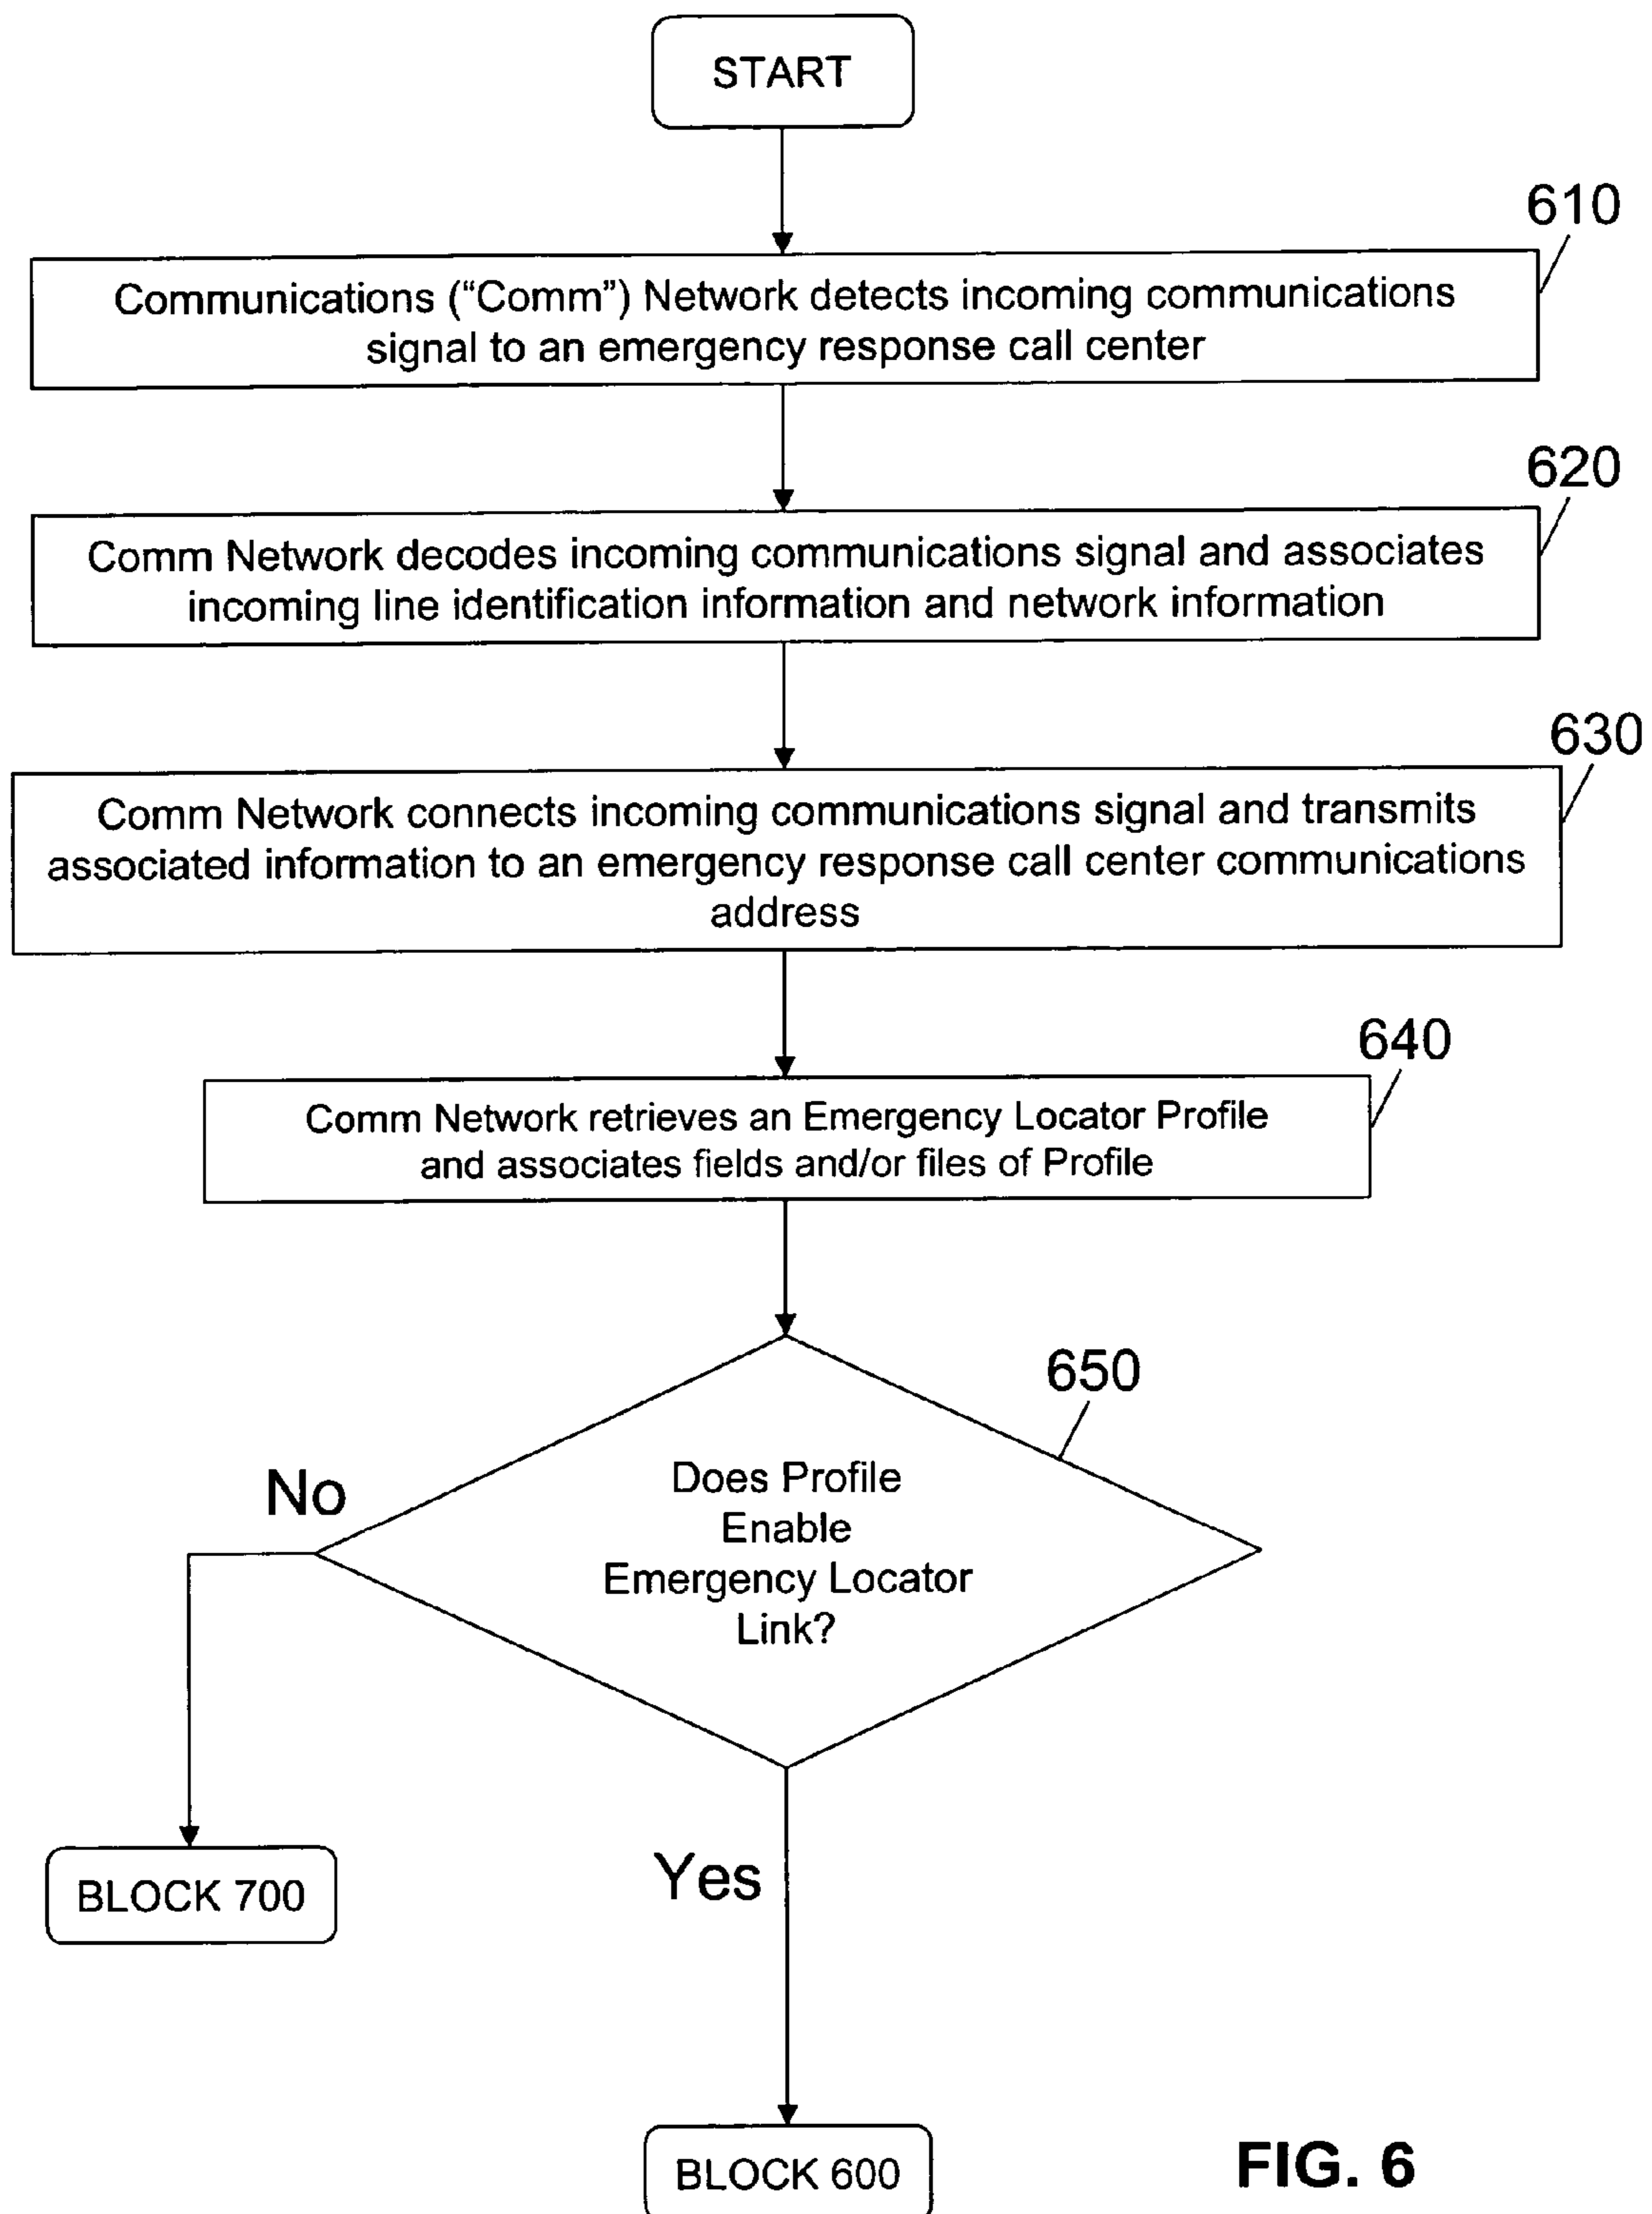 START
610
Communications (“Comm”) Network detects incoming communications
signal to an emergency response call center
620
Comm Network decodes incoming communications signal and associates
incoming line identification information and network information
630
Comm Network connects incoming communications signal and transmits
associated information to an emergency response call center communications
address
640
Comm Network retrieves an Emergency Locator Profile
and associates fields and/or files of Profile
650
Does Profile
Enable
Emergency Locator
Link?
No
Yes
BLOCK 700
BLOCK 600
FIG. 6